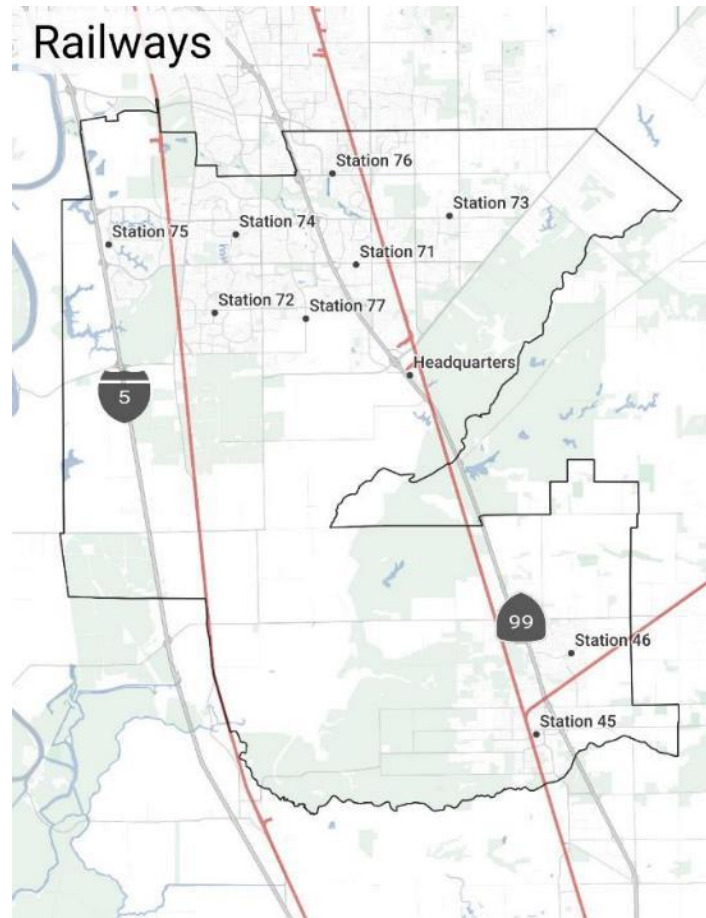 Railways
Station 76
Station 73
Station 74
Station 75
Station 71
Station 72
Station 77
Headquarters
5
99
Station 46
Station 45